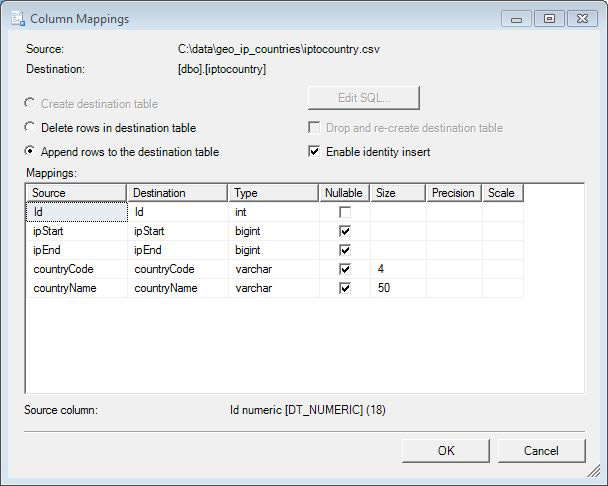 Column Mappings
Source: C:\data\geo_ip_countries\iptocountry.csv
Destination: [dbo].[iptocountry]
Create destination table Edit SQL...
Delete rows in destination table Drop and re-create destination table
Append rows to the destination table Enable identity insert
Mappings:
Source Destination Type Nullable Size Precision Scale
Id Id int
ipStart ipStart bigint
ipEnd ipEnd bigint
countryCode countryCode varchar 4
countryName countryName varchar 50
Source column: Id numeric [DT_NUMERIC] (18)
OK Cancel